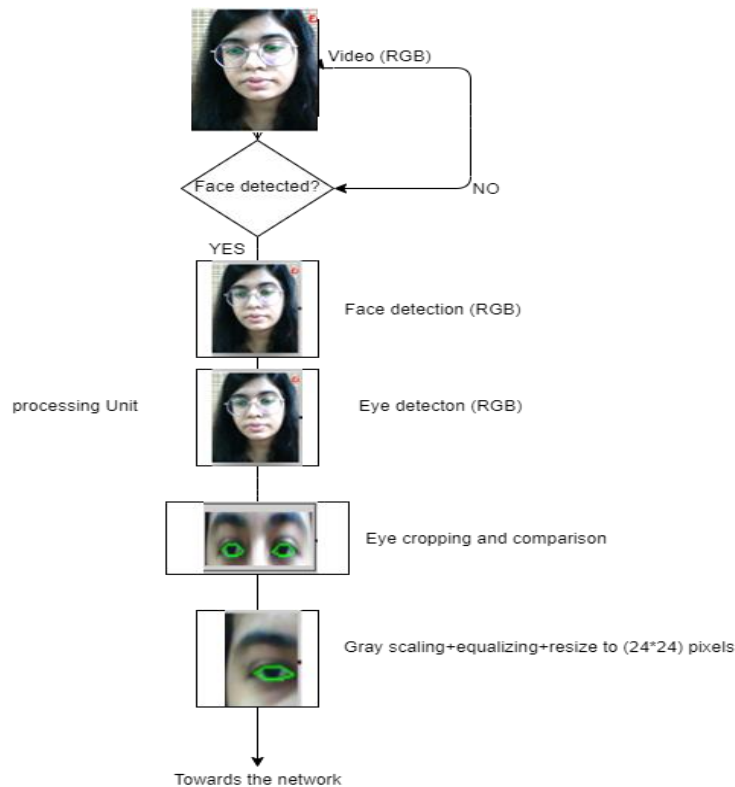 Video (RGB)
Face detected?
NO
YES
Face detection (RGB)
processing Unit
Eye detecton (RGB)
Eye cropping and comparison
Gray scaling+equalizing+resize to (24*24) pixels
Towards the network